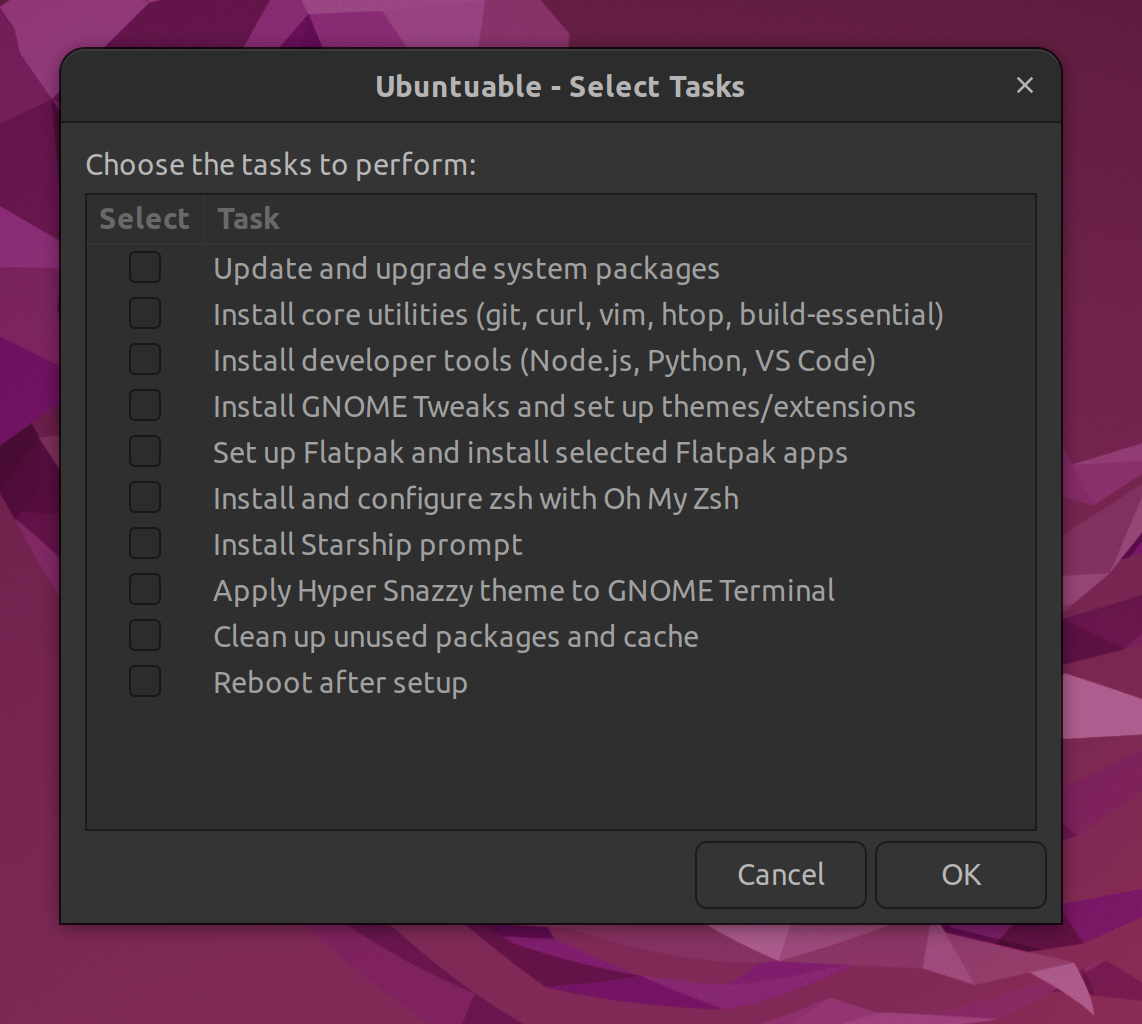 Ubuntuable - Select Tasks
Choose the tasks to perform:
Select Task
Update and upgrade system packages
Install core utilities (git, curl, vim, htop, build-essential)
Install developer tools (Node.js, Python, VS Code)
Install GNOME Tweaks and set up themes/extensions
Set up Flatpak and install selected Flatpak apps
Install and configure zsh with Oh My Zsh
Install Starship prompt
Apply Hyper Snazzy theme to GNOME Terminal
Clean up unused packages and cache
Reboot after setup
Cancel OK